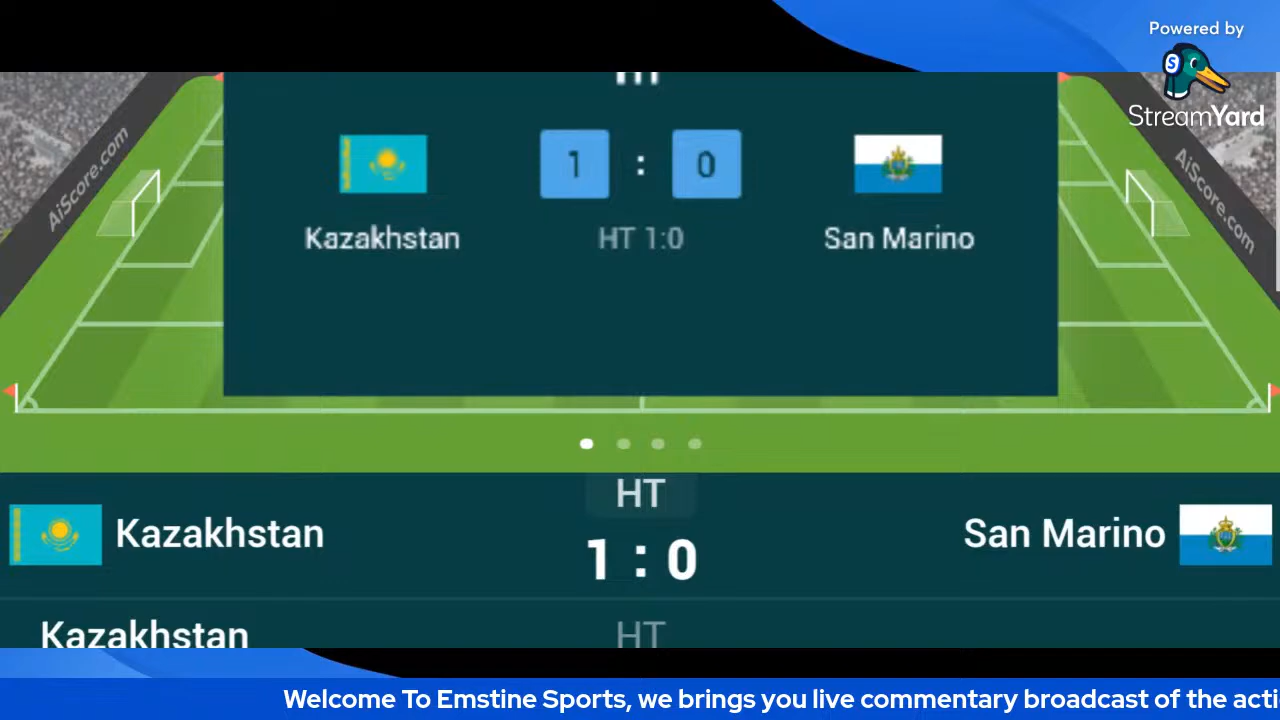 Powered by
StreamYard
HT
AiScore.com
AiScore.com
1 : 0
Kazakhstan
HT 1:0
San Marino
HT
Kazakhstan
1 : 0
San Marino
Kazakhstan
HT
Welcome To Emstine Sports, we brings you live commentary broadcast of the acti